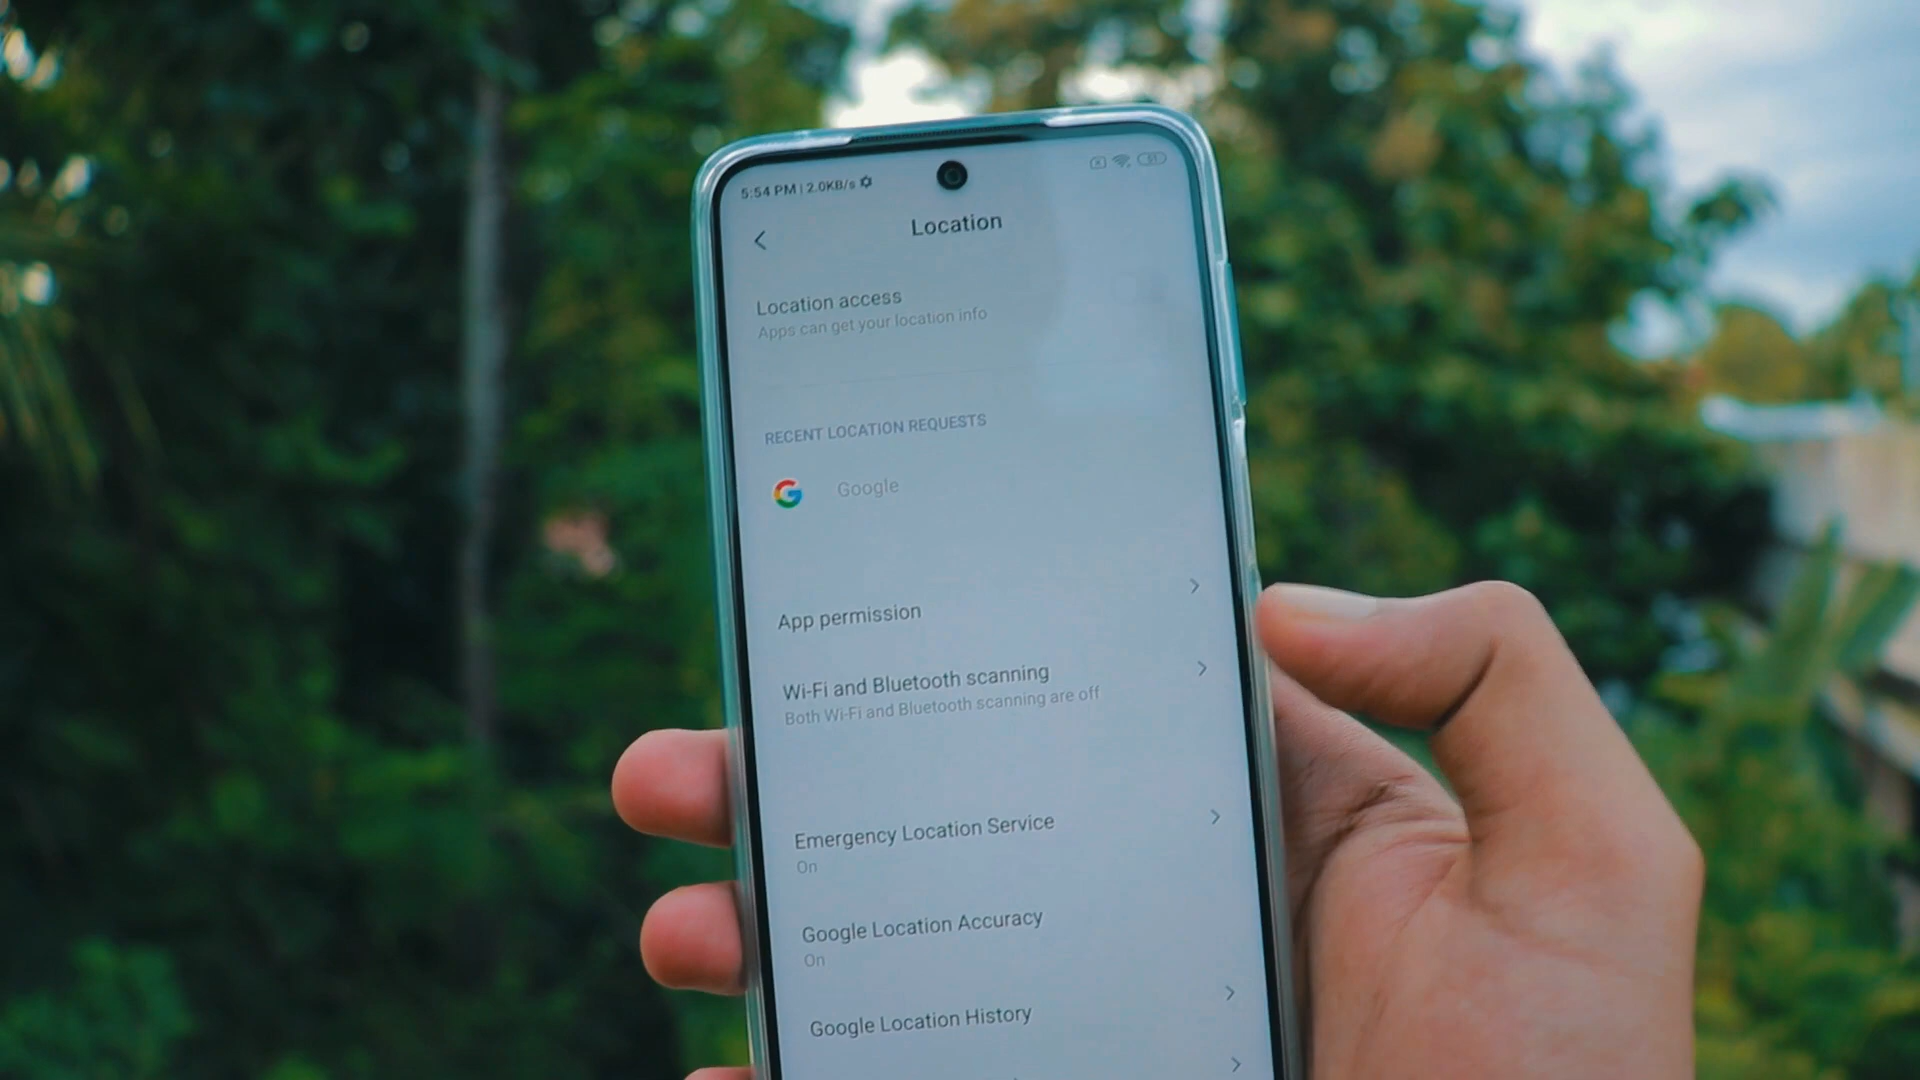 5:54 PM | 2.0KB/s
51
Location
Location access
Apps can get your location info
RECENT LOCATION REQUESTS
Google
App permission
Wi-Fi and Bluetooth scanning
Both Wi-Fi and Bluetooth scanning are off
Emergency Location Service
On
Google Location Accuracy
On
Google Location History